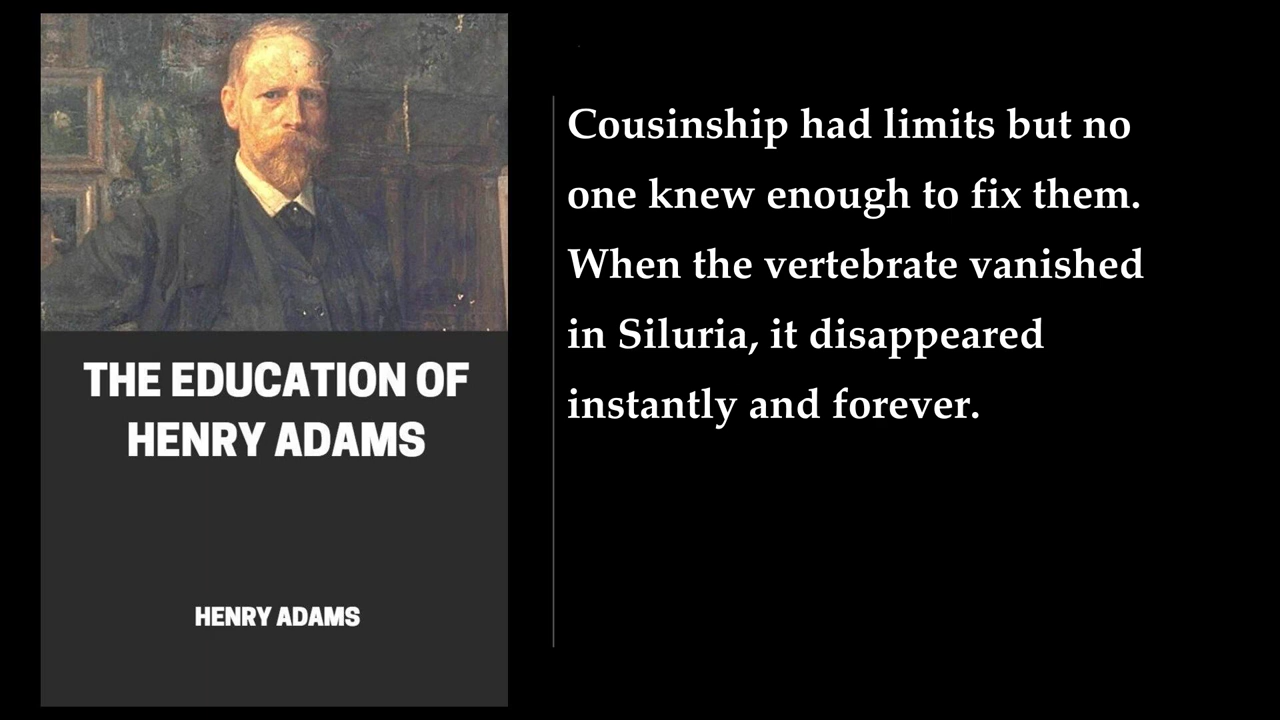 THE EDUCATION OF
HENRY ADAMS
HENRY ADAMS
Cousinship had limits but no
one knew enough to fix them.
When the vertebrate vanished
in Siluria, it disappeared
instantly and forever.